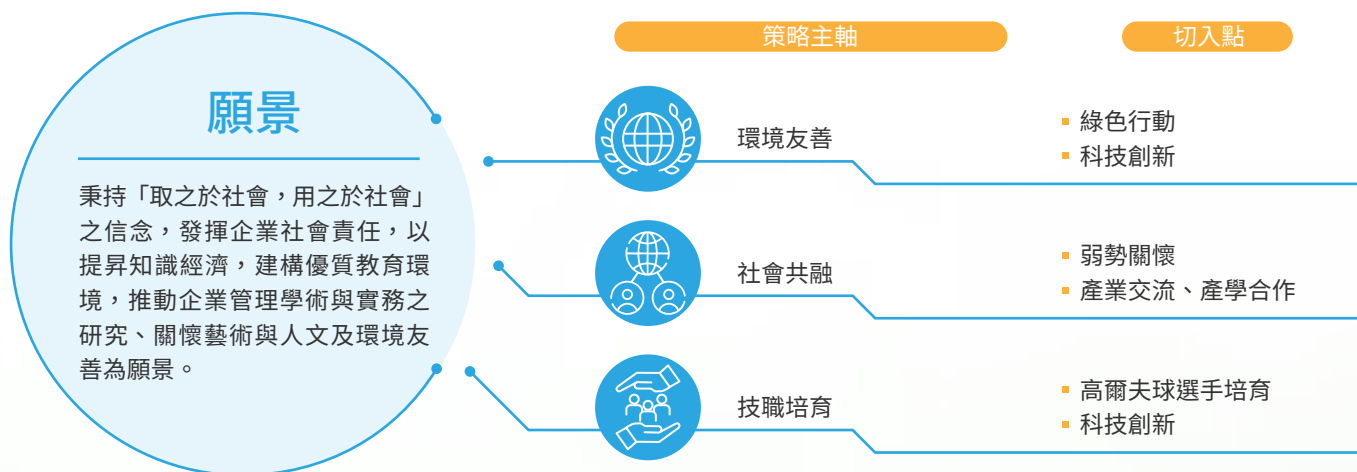 願景
秉持「取之於社會，用之於社會」
之信念，發揮企業社會責任，以
提昇知識經濟，建構優質教育環
境，推動企業管理學術與實務之
研究、關懷藝術與人文及環境友
善為願景。
策略主軸
切入點
環境友善
綠色行動
科技創新
社會共融
弱勢關懷
產業交流、產學合作
技職培育
高爾夫球選手培育
科技創新